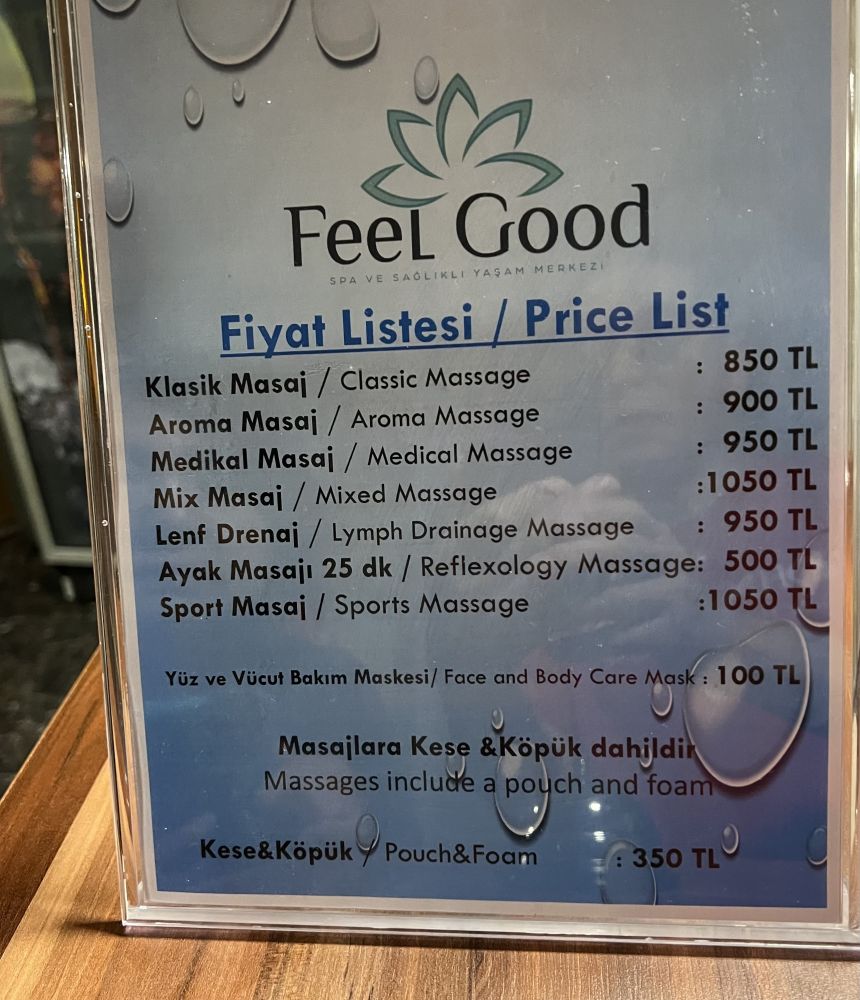 Feel Good
SPA VE SAĞLIKLI YAŞAM MERKEZİ
Fiyat Listesi / Price List
Klasik Masaj / Classic Massage : 850 TL
Aroma Masaj / Aroma Massage : 900 TL
Medikal Masaj / Medical Massage : 950 TL
Mix Masaj / Mixed Massage :1050 TL
Lenf Drenaj / Lymph Drainage Massage : 950 TL
Ayak Masajı 25 dk / Reflexology Massage: 500 TL
Sport Masaj / Sports Massage :1050 TL
Yüz ve Vücut Bakım Maskesi/ Face and Body Care Mask : 100 TL
Masajlara Kese &Köpük dahildir
Massages include a pouch and foam
Kese&Köpük / Pouch&Foam : 350 TL